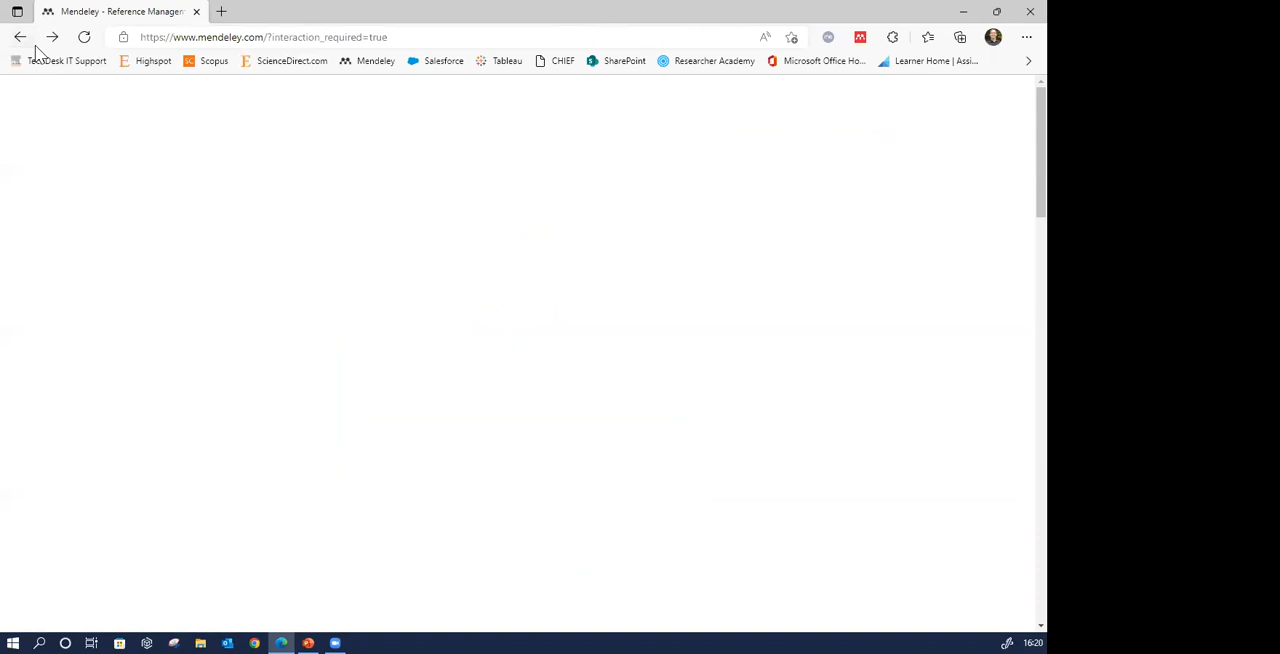 Mendeley - Reference Managem
https://www.mendeley.com/?interaction_required=true
Desk IT Support Highspot Scopus ScienceDirect.com Mendeley Salesforce Tableau CHIEF SharePoint Researcher Academy Microsoft Office Ho... Learner Home | Assi...
16:20